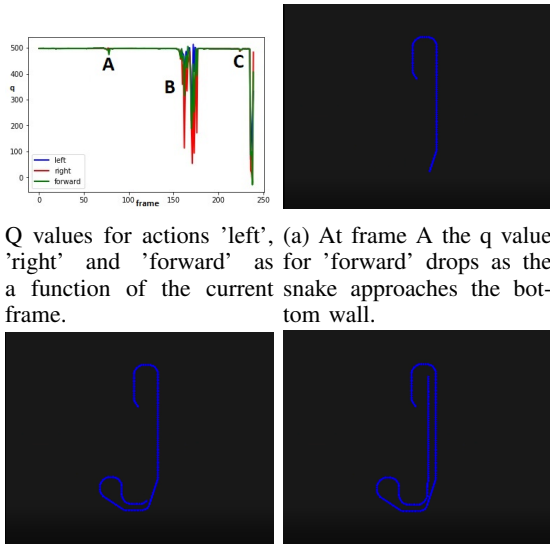 500
400
300
200
100
0
q
A
B
C
left
right
forward
0
50
100
150
200
250
frame
Q values for actions 'left',
'right' and 'forward' as
a function of the current
frame.
(a) At frame A the q value
for 'forward' drops as the
snake approaches the bot-
tom wall.